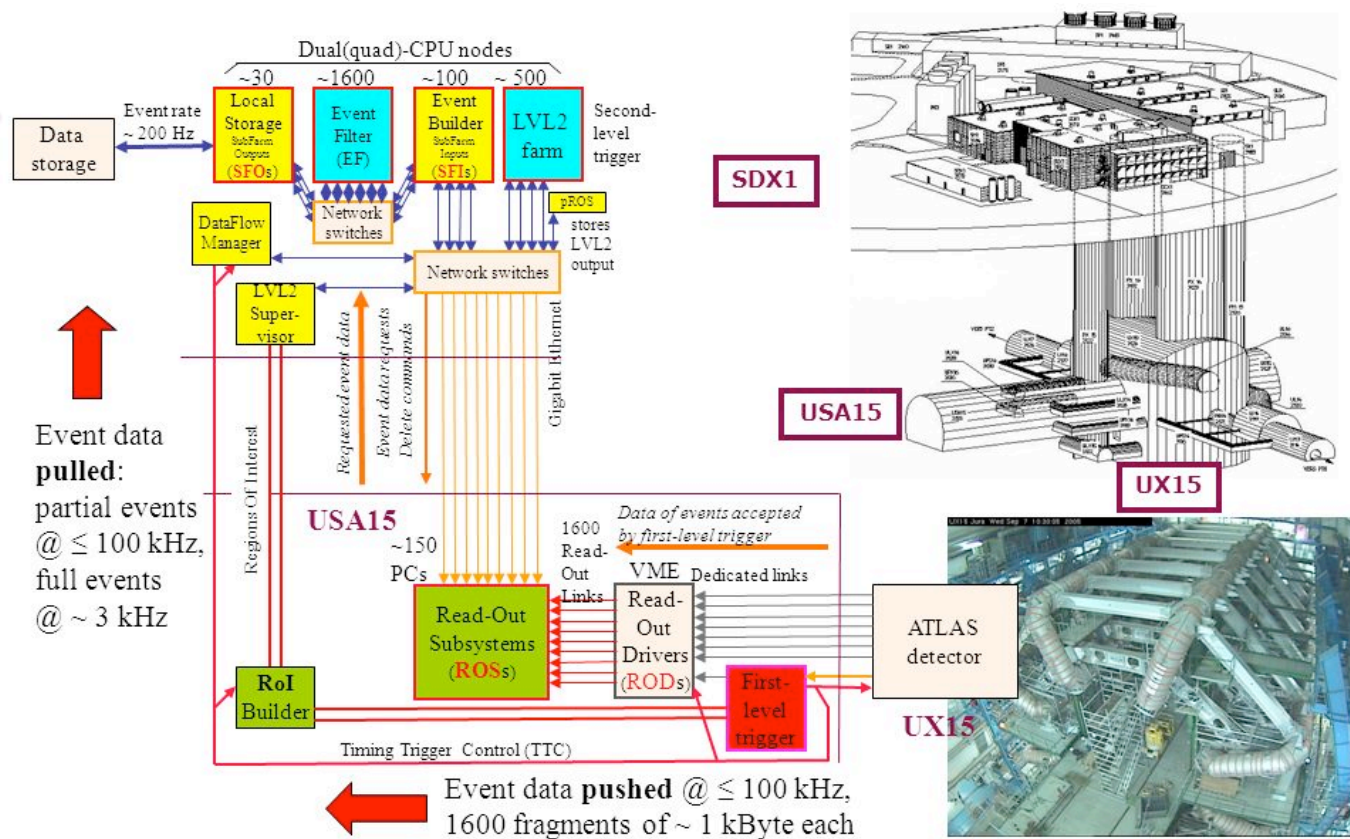 Dual(quad)-CPU nodes
~30
~1600
~100
~ 500
Event rate
~ 200 Hz
Data
storage
Local
Storage
SubFarm
Outputs
(SFOs)
Event
Filter
(EF)
Event
Builder
SubFarm
Inputs
(SFIs)
LVL2
farm
Second-
level
trigger
pROS
stores
LVL2
output
Network
switches
DataFlow
Manager
Network switches
LVL2
Super-
visor
Gigabit Ethernet
Requested event data
Event data requests
Delete commands
Regions Of Interest
Event data
pulled:
partial events
@ ≤ 100 kHz,
full events
@ ~ 3 kHz
SDX1
USA15
UX15
USA15
~150
PCs
1600
Read-
Out
Links
Data of events accepted
by first-level trigger
VME
Dedicated links
Read-Out
Subsystems
(ROSs)
Read-
Out
Drivers
(RODs)
ATLAS
detector
First-
level
trigger
UX15
RoI
Builder
Timing Trigger Control (TTC)
Event data pushed @ ≤ 100 kHz,
1600 fragments of ~ 1 kByte each